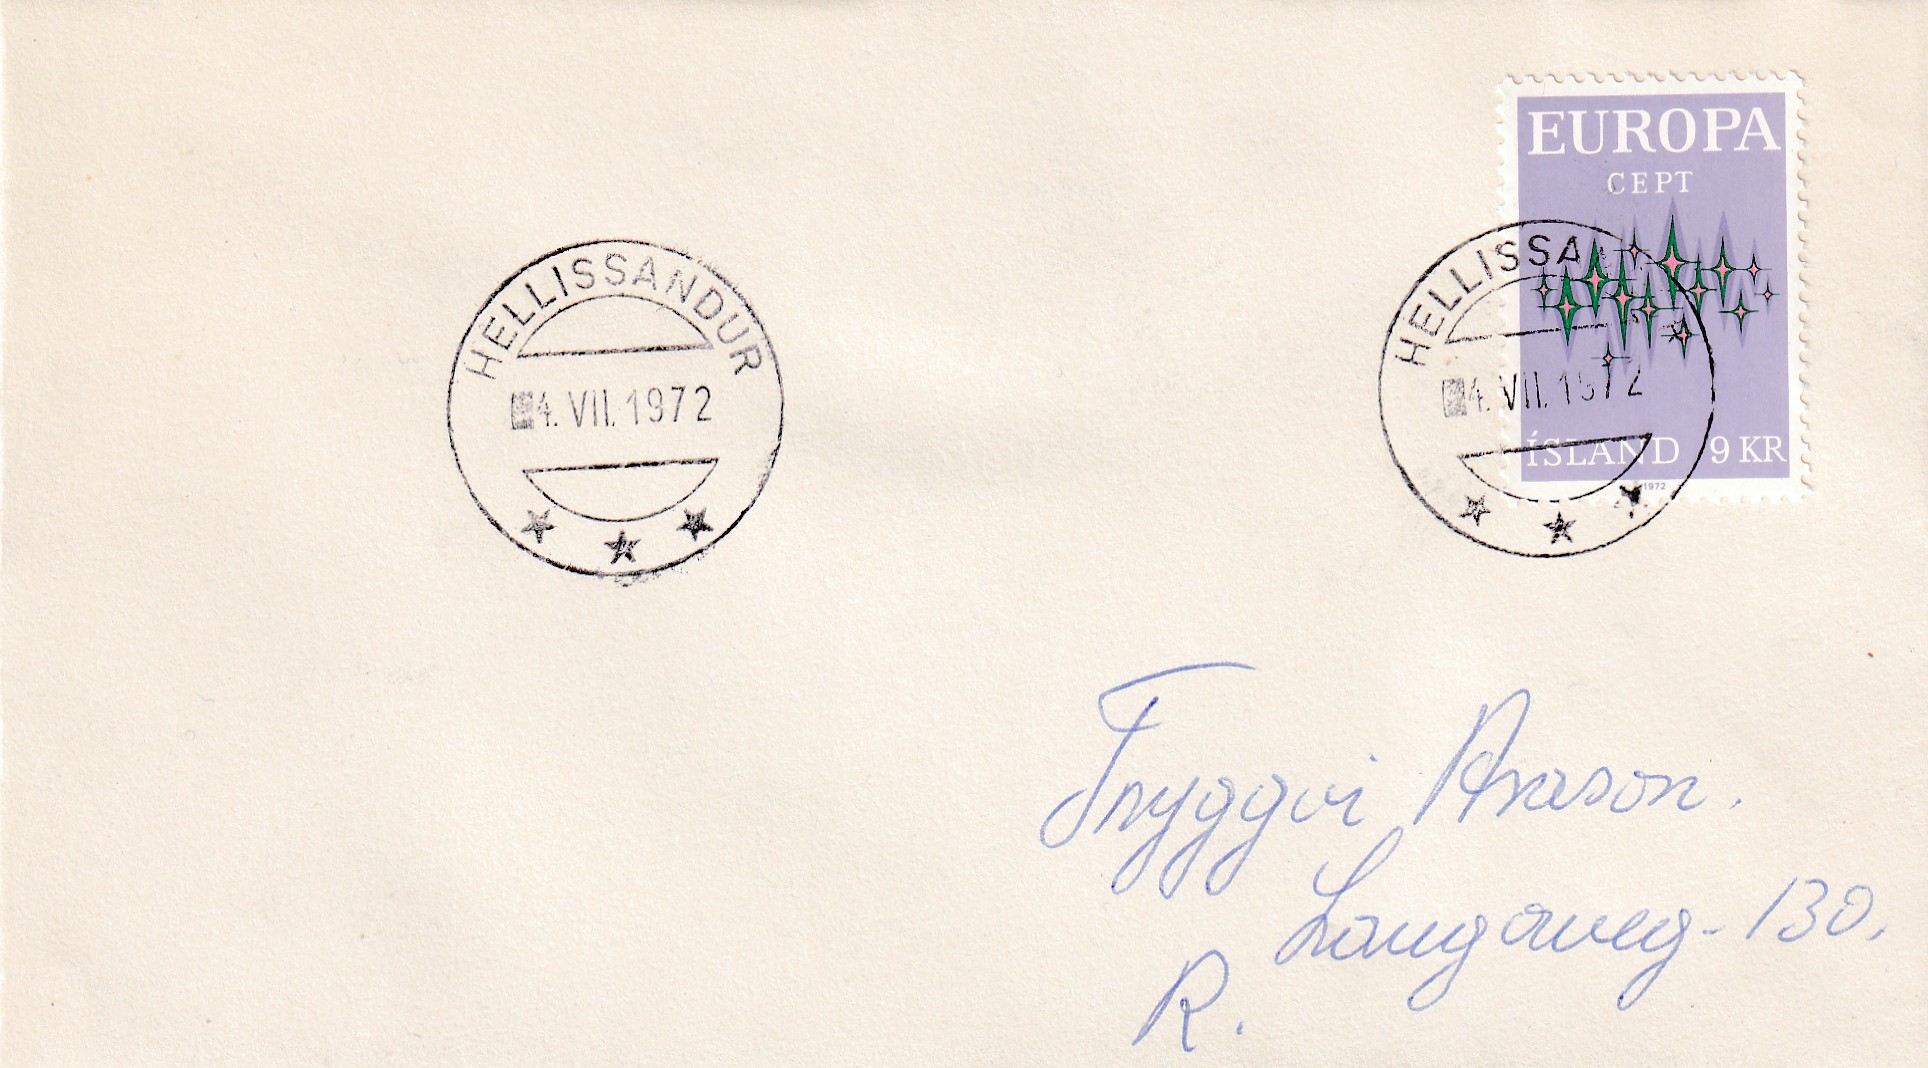 EUROPA
CEPT
ÍSLAND 9 KR
1972
HELLISSANDUR
4. VII. 1972
HELLISSA
4. VII. 1972
Tryggvi Arason.
Laugaveg - 130.
R.